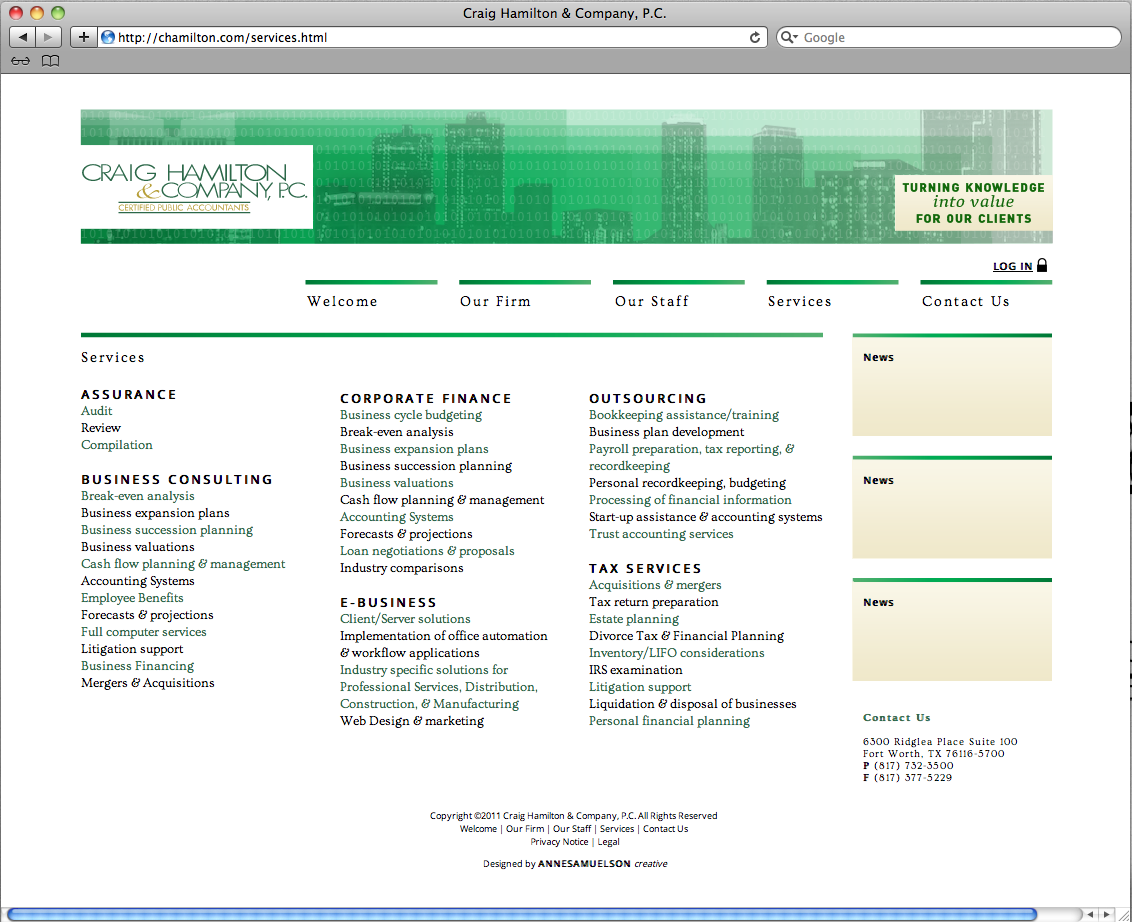 Craig Hamilton & Company, P.C.
http://chamilton.com/services.html
Google
CRAIG HAMILTON
& COMPANY, P.C.
CERTIFIED PUBLIC ACCOUNTANTS
TURNING KNOWLEDGE
into value
FOR OUR CLIENTS
LOG IN
Welcome
Our Firm
Our Staff
Services
Contact Us
Services
ASSURANCE
Audit
Review
Compilation
BUSINESS CONSULTING
Break-even analysis
Business expansion plans
Business succession planning
Business valuations
Cash flow planning & management
Accounting Systems
Employee Benefits
Forecasts & projections
Full computer services
Litigation support
Business Financing
Mergers & Acquisitions
CORPORATE FINANCE
Business cycle budgeting
Break-even analysis
Business expansion plans
Business succession planning
Business valuations
Cash flow planning & management
Accounting Systems
Forecasts & projections
Loan negotiations & proposals
Industry comparisons
E-BUSINESS
Client/Server solutions
Implementation of office automation
& workflow applications
Industry specific solutions for
Professional Services, Distribution,
Construction, & Manufacturing
Web Design & marketing
OUTSOURCING
Bookkeeping assistance/training
Business plan development
Payroll preparation, tax reporting, &
recordkeeping
Personal recordkeeping, budgeting
Processing of financial information
Start-up assistance & accounting systems
Trust accounting services
TAX SERVICES
Acquisitions & mergers
Tax return preparation
Estate planning
Divorce Tax & Financial Planning
Inventory/LIFO considerations
IRS examination
Litigation support
Liquidation & disposal of businesses
Personal financial planning
News
News
News
Contact Us
6300 Ridglea Place Suite 100
Fort Worth, TX 76116-5700
P (817) 732-3500
F (817) 377-5229
Copyright ©2011 Craig Hamilton & Company, P.C. All Rights Reserved
Welcome | Our Firm | Our Staff | Services | Contact Us
Privacy Notice | Legal
Designed by ANNESAMUELSON creative